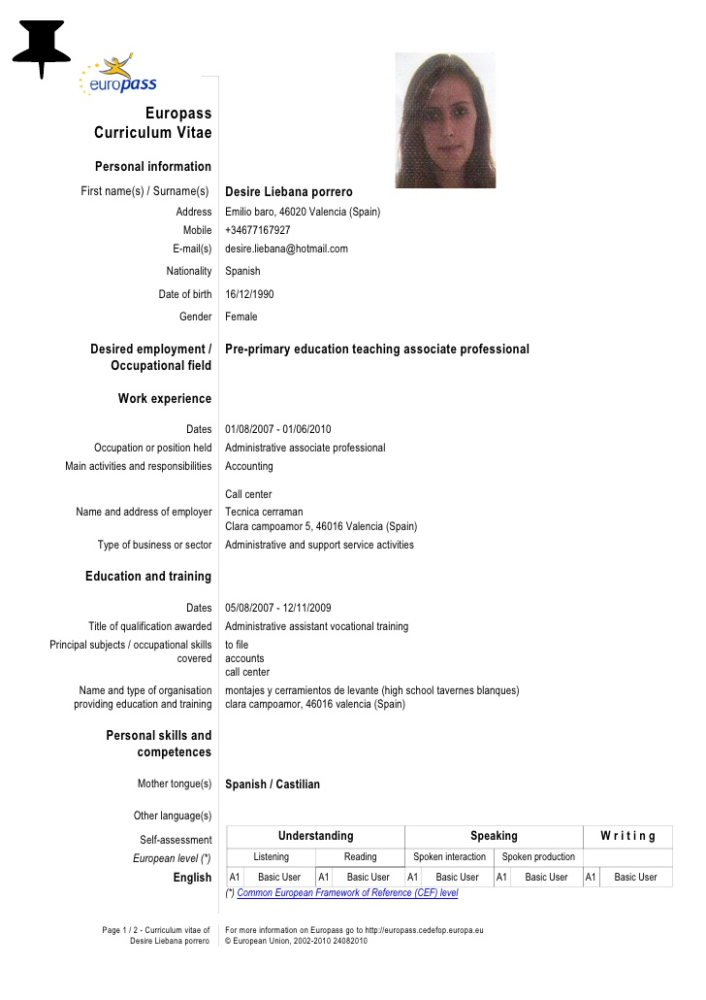 europass
Europass
Curriculum Vitae
Personal information
First name(s) / Surname(s) Desire Liebana porrero
Address Emilio baro, 46020 Valencia (Spain)
Mobile +34677167927
E-mail(s) desire.liebana@hotmail.com
Nationality Spanish
Date of birth 16/12/1990
Gender Female
Desired employment / Pre-primary education teaching associate professional
Occupational field
Work experience
Dates 01/08/2007 - 01/06/2010
Occupation or position held Administrative associate professional
Main activities and responsibilities Accounting
Call center
Name and address of employer Tecnica cerraman
Clara campoamor 5, 46016 Valencia (Spain)
Type of business or sector Administrative and support service activities
Education and training
Dates 05/08/2007 - 12/11/2009
Title of qualification awarded Administrative assistant vocational training
Principal subjects / occupational skills to file
covered accounts
call center
Name and type of organisation montajes y cerramientos de levante (high school tavernes blanques)
providing education and training clara campoamor, 46016 valencia (Spain)
Personal skills and
competences
Mother tongue(s) Spanish / Castilian
Other language(s)
Self-assessment Understanding Speaking Writing
European level (*) Listening Reading Spoken interaction Spoken production
English A1 Basic User A1 Basic User A1 Basic User A1 Basic User A1 Basic User
(*) Common European Framework of Reference (CEF) level
Page 1 / 2 - Curriculum vitae of For more information on Europass go to http://europass.cedefop.europa.eu
Desire Liebana porrero © European Union, 2002-2010 24082010